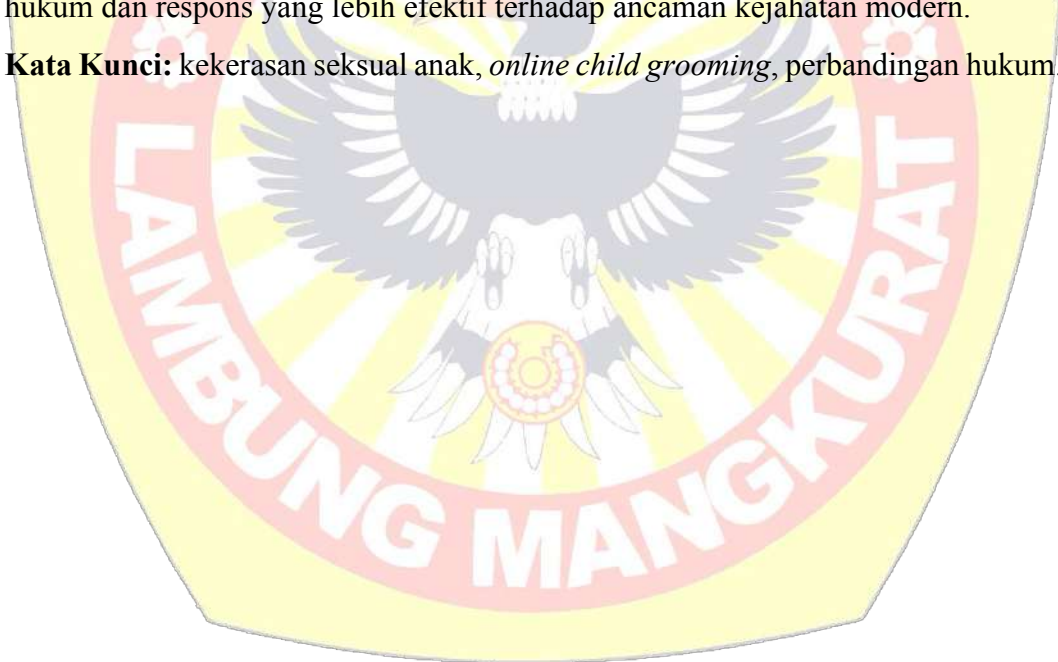 hukum dan respons yang lebih efektif terhadap ancaman kejahatan modern.
Kata Kunci: kekerasan seksual anak, online child grooming, perbandingan hukum.
LAMBUNG MANGKURAT